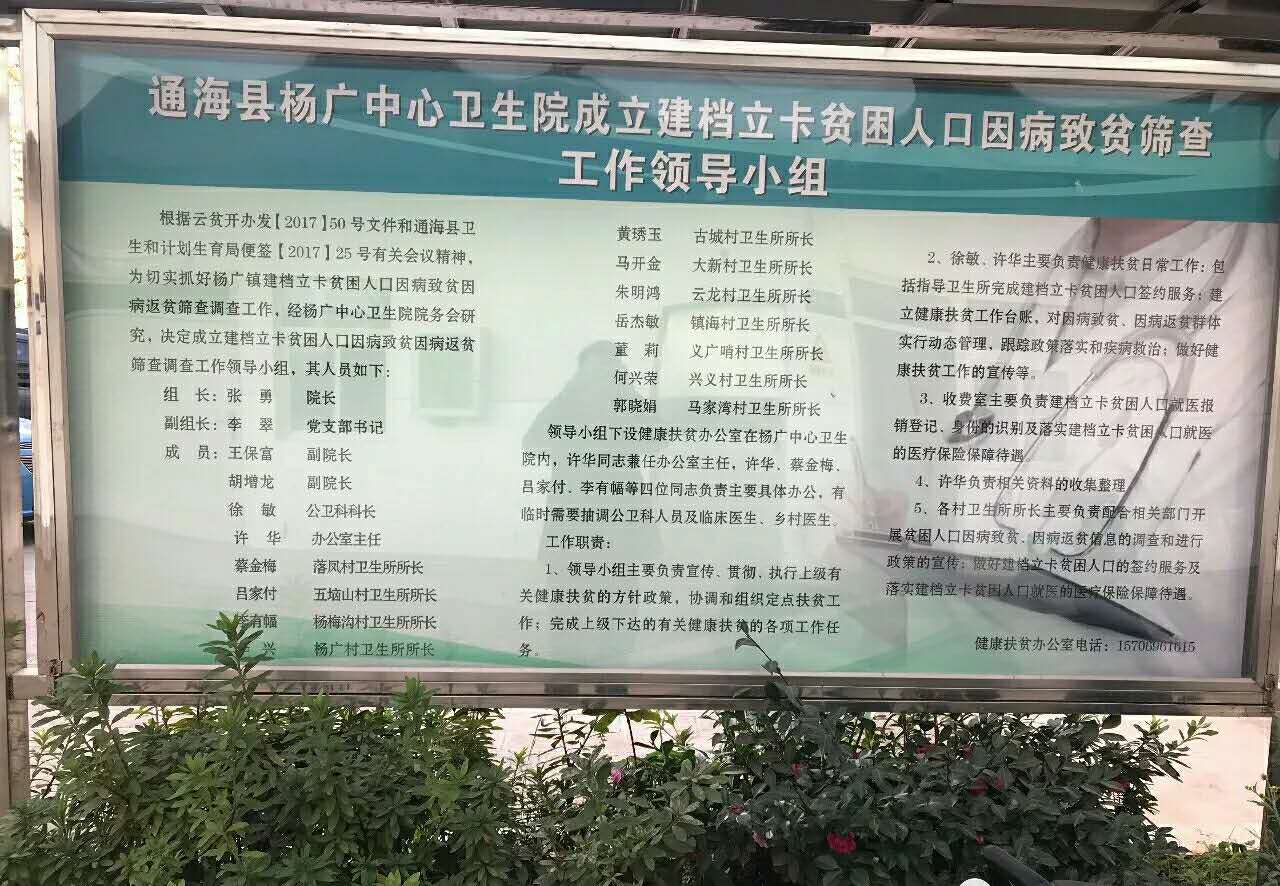 通海县杨广中心卫生院成立建档立卡贫困人口因病致贫筛查
工作领导小组
根据云贫开办发【2017】50号文件和通海县卫
生和计划生育局便签【2017】25号有关会议精神，
为切实抓好杨广镇建档立卡贫困人口因病致贫因
病返贫筛查调查工作，经杨广中心卫生院院务会研
究，决定成立建档立卡贫困人口因病致贫因病返贫
筛查调查工作领导小组，其人员如下：
组 长：张 勇 院长
副组长：李 翠 党支部书记
成 员：王保富 副院长
胡增龙 副院长
徐 敏 公卫科科长
许 华 办公室主任
蔡金梅 落凤村卫生所所长
吕家付 五垴山村卫生所所长
李有幅 杨梅沟村卫生所所长
兴 杨广村卫生所所长
黄琇玉 古城村卫生所所长
马开金 大新村卫生所所长
朱明鸿 云龙村卫生所所长
岳杰敏 镇海村卫生所所长
董 莉 义广哨村卫生所所长
何兴荣 兴义村卫生所所长
郭晓娟 马家湾村卫生所所长
领导小组下设健康扶贫办公室在杨广中心卫生
院内，许华同志兼任办公室主任，许华、蔡金梅、
吕家付、李有幅等四位同志负责主要具体办公，有
临时需要抽调公卫科人员及临床医生、乡村医生。
工作职责：
1、领导小组主要负责宣传、贯彻、执行上级有
关健康扶贫的方针政策，协调和组织定点扶贫工
作；完成上级下达的有关健康扶贫的各项工作任
务。
2、徐敏、许华主要负责健康扶贫日常工作：包
括指导卫生所完成建档立卡贫困人口签约服务；建
立健康扶贫工作台账，对因病致贫、因病返贫群体
实行动态管理，跟踪政策落实和疾病救治；做好健
康扶贫工作的宣传等。
3、收费室主要负责建档立卡贫困人口就医报
销登记、身份的识别及落实建档立卡贫困人口就医
的医疗保险保障待遇。
4、许华负责相关资料的收集整理
5、各村卫生所所长主要负责配合相关部门开
展贫困人口因病致贫、因病返贫信息的调查和进行
政策的宣传；做好建档立卡贫困人口的签约服务及
落实建档立卡贫困人口就医的医疗保险保障待遇。
健康扶贫办公室电话：15706961615